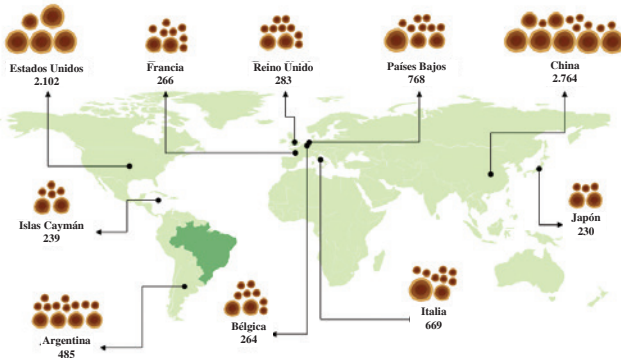 Estados Unidos
2.102
Francia
266
Reino Unido
283
Países Bajos
768
China
2.764
Islas Caymán
239
Japón
230
Argentina
485
Bélgica
264
Italia
669